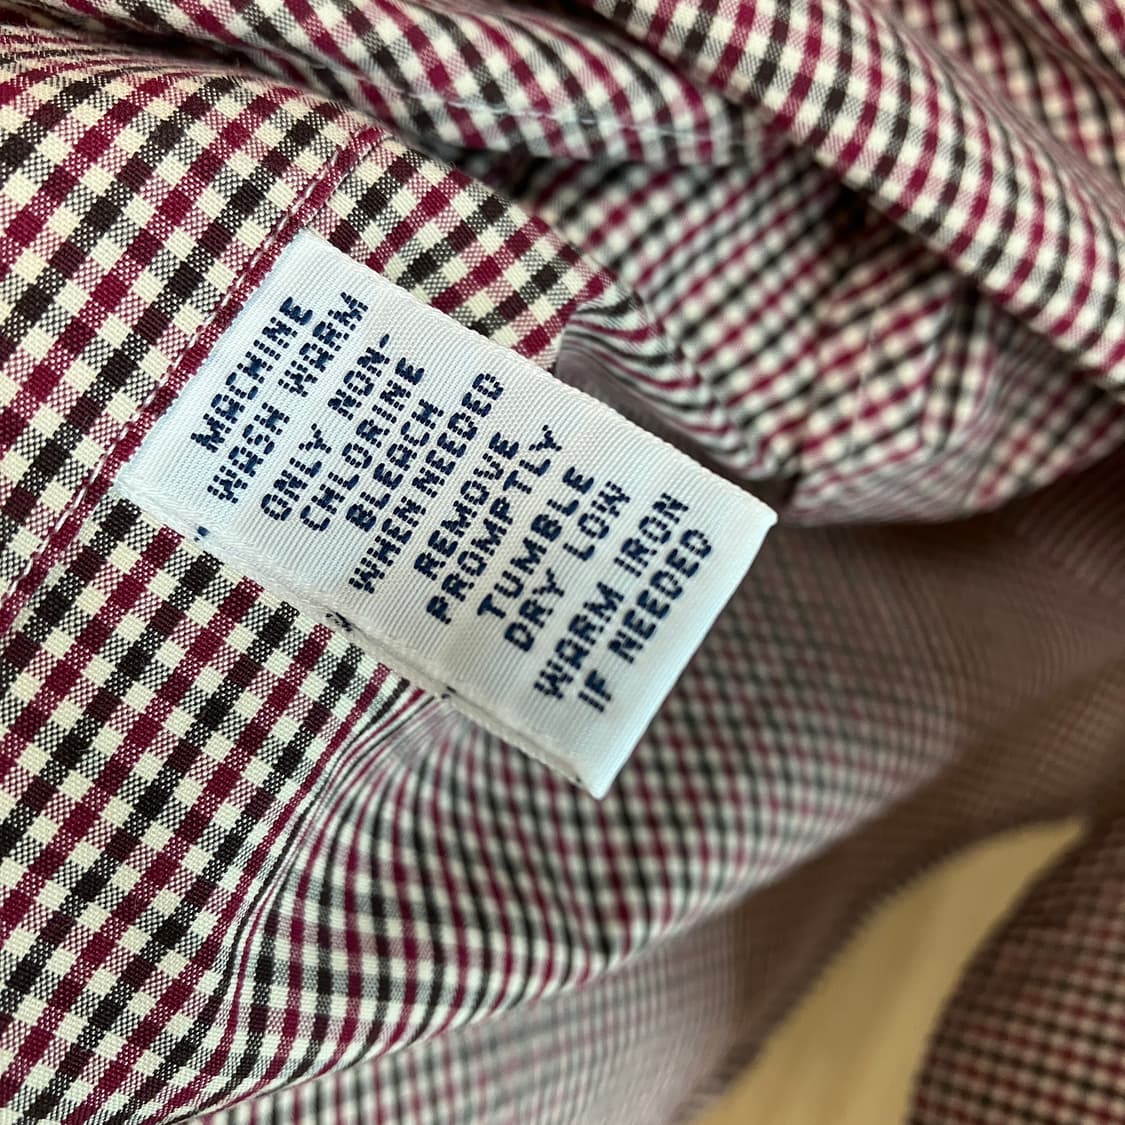 MACHINE
WASH WARM
ONLY NON-
CHLORINE
BLEACH
WHEN NEEDED
REMOVE
PROMPTLY
TUMBLE
DRY LOW
WARM IRON
IF NEEDED